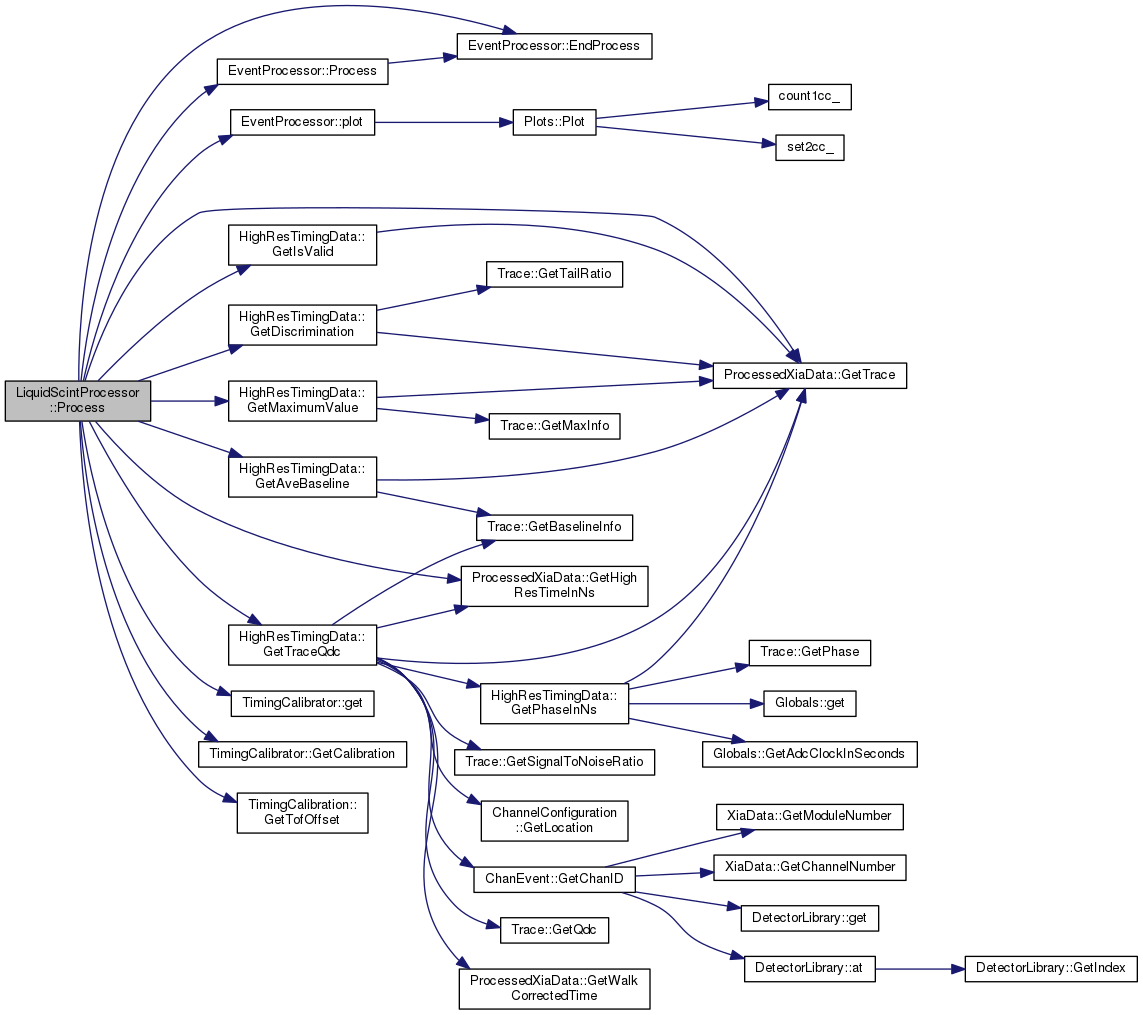 EventProcessor::EndProcess
EventProcessor::Process
count1cc_
EventProcessor::plot
Plots::Plot
set2cc_
HighResTimingData::
GetIsValid
Trace::GetTailRatio
HighResTimingData::
GetDiscrimination
ProcessedXiaData::GetTrace
LiquidScintProcessor
::Process
HighResTimingData::
GetMaximumValue
Trace::GetMaxInfo
HighResTimingData::
GetAveBaseline
Trace::GetBaselineInfo
ProcessedXiaData::GetHigh
ResTimeInNs
HighResTimingData::
GetTraceQdc
Trace::GetPhase
HighResTimingData::
GetPhaseInNs
TimingCalibrator::get
Globals::get
TimingCalibrator::GetCalibration
Trace::GetSignalToNoiseRatio
Globals::GetAdcClockInSeconds
TimingCalibration::
GetTofOffset
ChannelConfiguration
::GetLocation
XiaData::GetModuleNumber
ChanEvent::GetChanID
XiaData::GetChannelNumber
DetectorLibrary::get
Trace::GetQdc
DetectorLibrary::at
DetectorLibrary::GetIndex
ProcessedXiaData::GetWalk
CorrectedTime